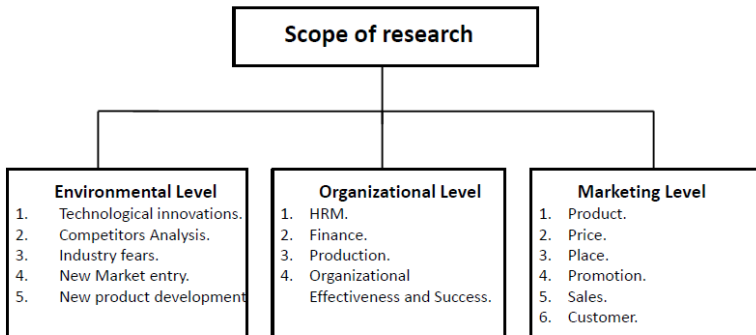 Scope of research
Environmental Level
1. Technological innovations.
2. Competitors Analysis.
3. Industry fears.
4. New Market entry.
5. New product development
Organizational Level
1. HRM.
2. Finance.
3. Production.
4. Organizational
Effectiveness and Success.
Marketing Level
1. Product.
2. Price.
3. Place.
4. Promotion.
5. Sales.
6. Customer.